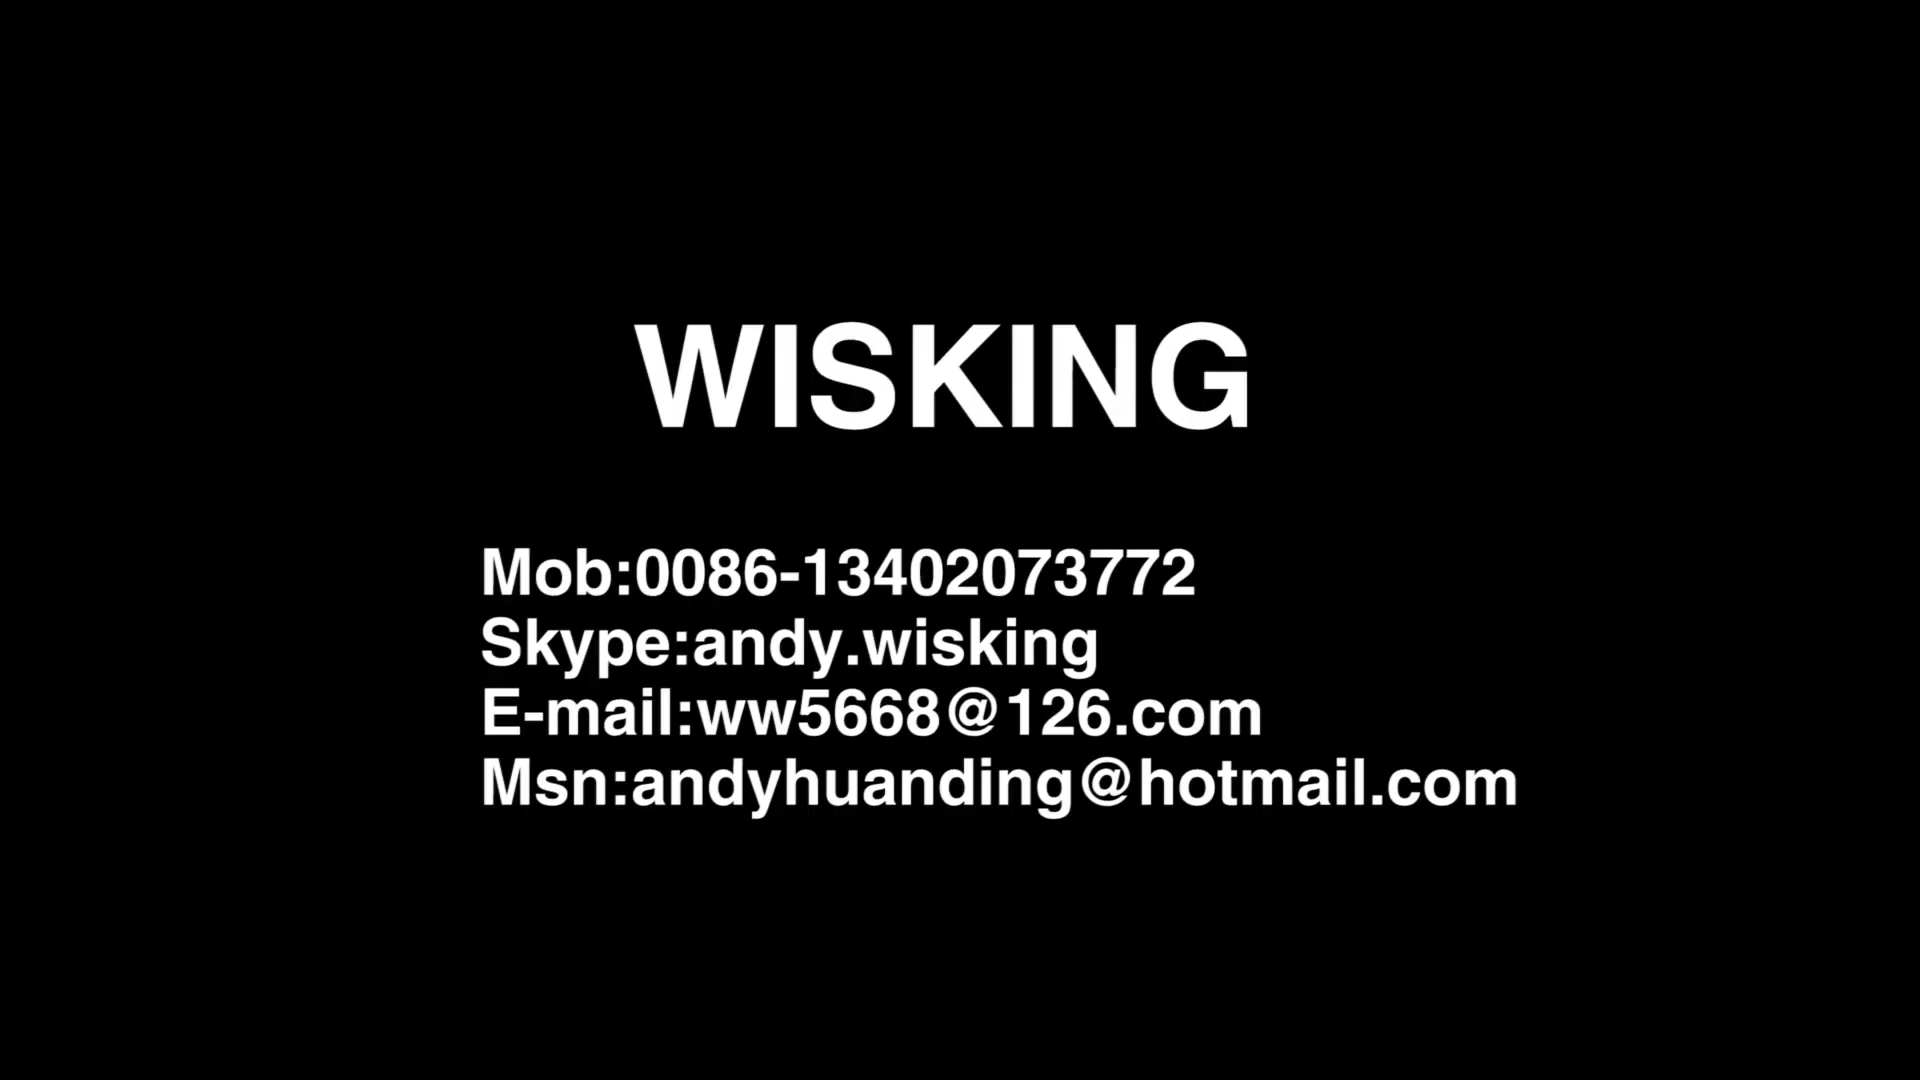 WISKING
Mob:0086-13402073772
Skype:andy.wisking
E-mail:ww5668@126.com
Msn:andyhuanding@hotmail.com